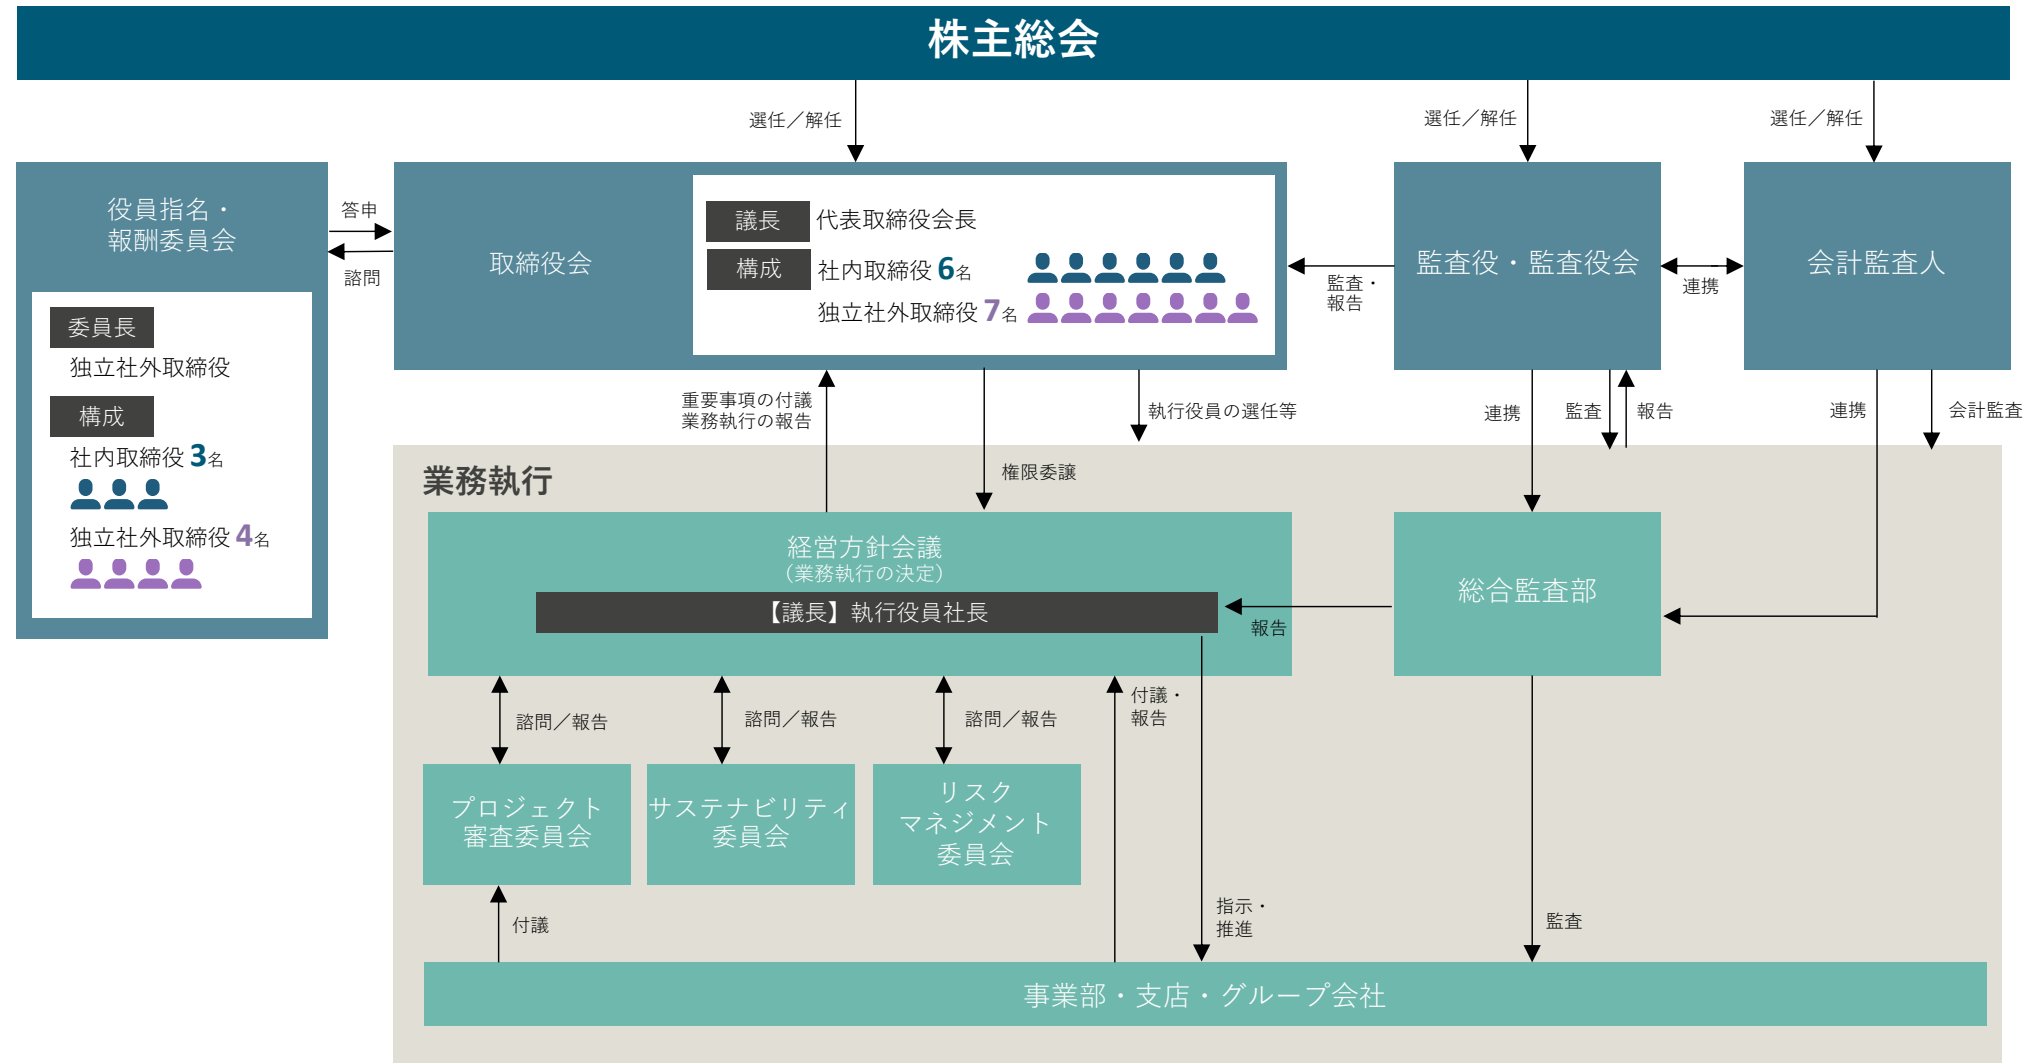 株主総会
選任／解任
選任／解任
選任／解任
役員指名・
報酬委員会
答申
諮問
委員長
独立社外取締役
構成
社内取締役 3名
独立社外取締役 4名
取締役会
議長 代表取締役会長
構成 社内取締役 6名
独立社外取締役 7名
監査・
報告
監査役・監査役会
連携
会計監査人
重要事項の付議
業務執行の報告
権限委譲
執行役員の選任等
連携
監査
報告
連携
会計監査
業務執行
経営方針会議
（業務執行の決定）
【議長】執行役員社長
報告
総合監査部
諮問／報告
諮問／報告
諮問／報告
付議・
報告
プロジェクト
審査委員会
サステナビリティ
委員会
リスク
マネジメント
委員会
付議
指示・
推進
監査
事業部・支店・グループ会社